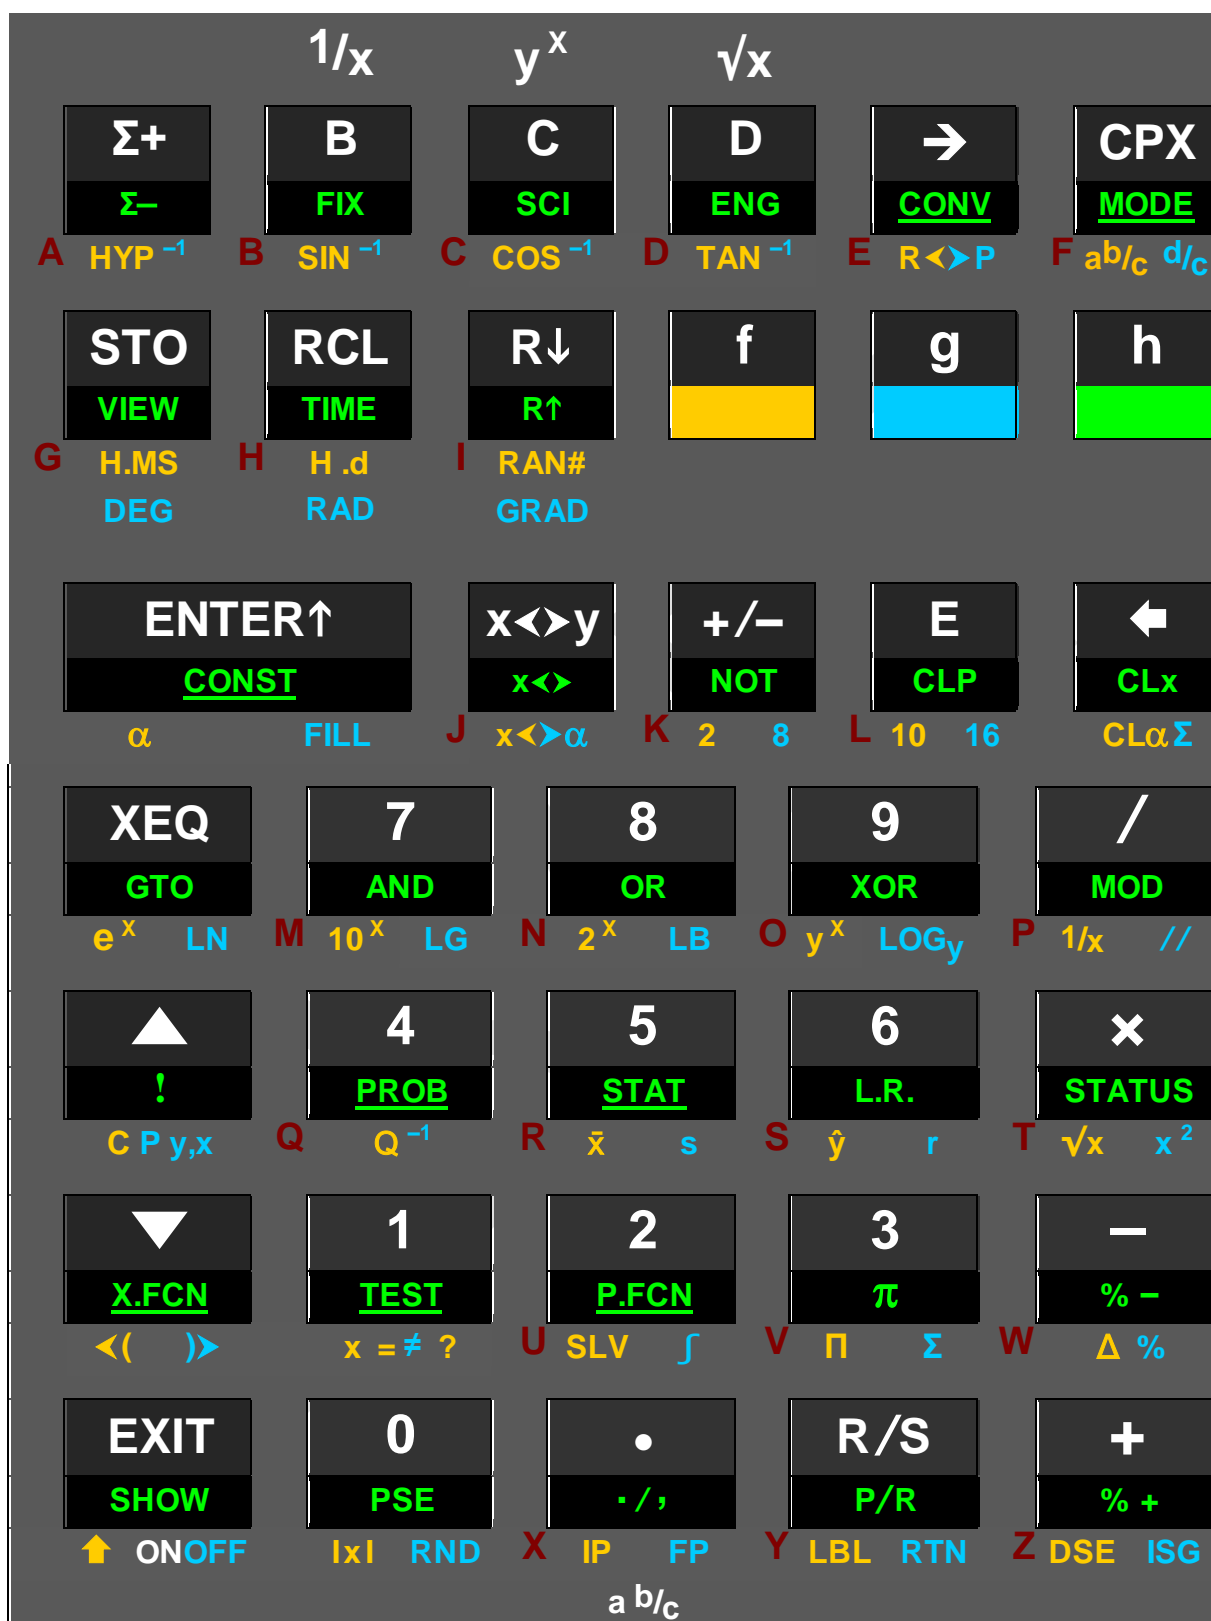 1/x y x √x
Σ+ B C D ➔ CPX
Σ– FIX SCI ENG CONV MODE
A HYP –1 B SIN –1 C COS –1 D TAN –1 E R<>P F ab/c d/c
STO RCL R↓ f g h
VIEW TIME R↑
G H.MS H H .d I RAN#
DEG RAD GRAD
ENTER↑ x<>y +/– E 🡄
CONST x<> NOT CLP CLx
α FILL J x<>α K 2 8 L 10 16 CLαΣ
XEQ 7 8 9 /
GTO AND OR XOR MOD
e x LN M 10 x LG N 2 x LB O y x LOGy P 1/x //
▲ 4 5 6 ×
! PROB STAT L.R. STATUS
C P y,x Q Q –1 R x̄ s S ŷ r T √x x 2
▼ 1 2 3 –
X.FCN TEST P.FCN π % –
<( )> x = ≠ ? U SLV ∫ V Π Σ W Δ %
EXIT 0 • R/S +
SHOW PSE ·/, P/R % +
🡅 ONOFF IxI RND X IP FP Y LBL RTN Z DSE ISG
a b/c